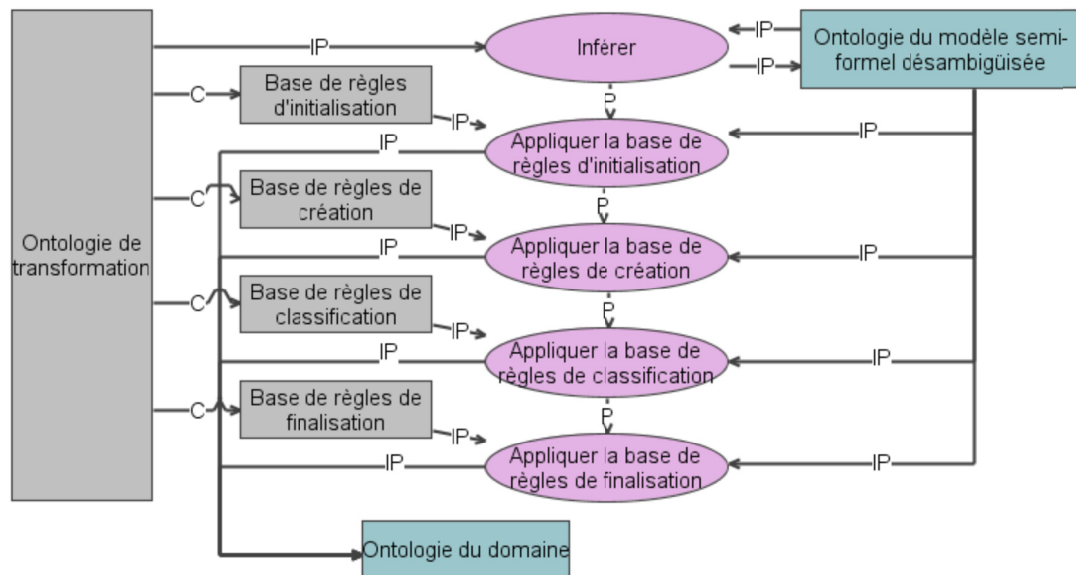 IP
Inférer
IP
IP
Ontologie du modèle semi-
formel désambigüisée
C
Base de règles
d'initialisation
IP
P
IP
Appliquer la base de
règles d'initialisation
IP
C
Base de règles de
création
IP
P
Ontologie de
transformation
IP
Appliquer la base de
règles de création
IP
C
Base de règles de
classification
IP
P
IP
Appliquer la base de
règles de classification
IP
C
Base de règles de
finalisation
IP
P
IP
Appliquer la base de
règles de finalisation
IP
Ontologie du domaine